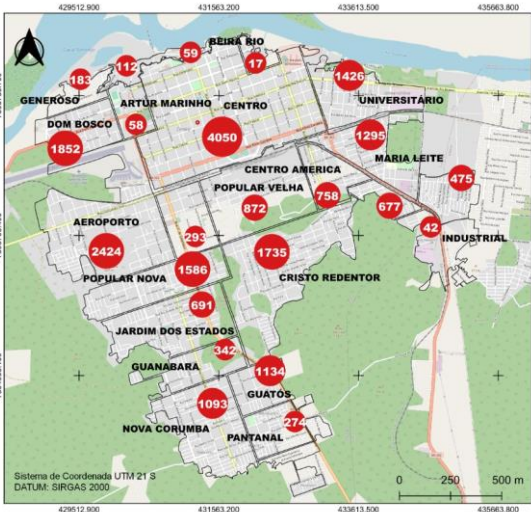 429512.900 431563.200 433613.500 435663.800
BEIRA RIO
59
112
17
183
1426
GENEROSO
ARTUR MARINHO CENTRO
UNIVERSITÁRIO
DOM BOSCO
58
4050
1295
1852
MARIA LEITE
CENTRO AMERICA
475
POPULAR VELHA
758
872
677
AEROPORTO
42
293
INDUSTRIAL
2424
1735
1586
POPULAR NOVA
CRISTO REDENTOR
691
JARDIM DOS ESTADOS
342
GUANABARA
1134
GUATÓS
1093
NOVA CORUMBA
274
PANTANAL
Sistema de Coordenada UTM 21 S
DATUM: SIRGAS 2000
0 250 500 m
429512.900 431563.200 433613.500 435663.800